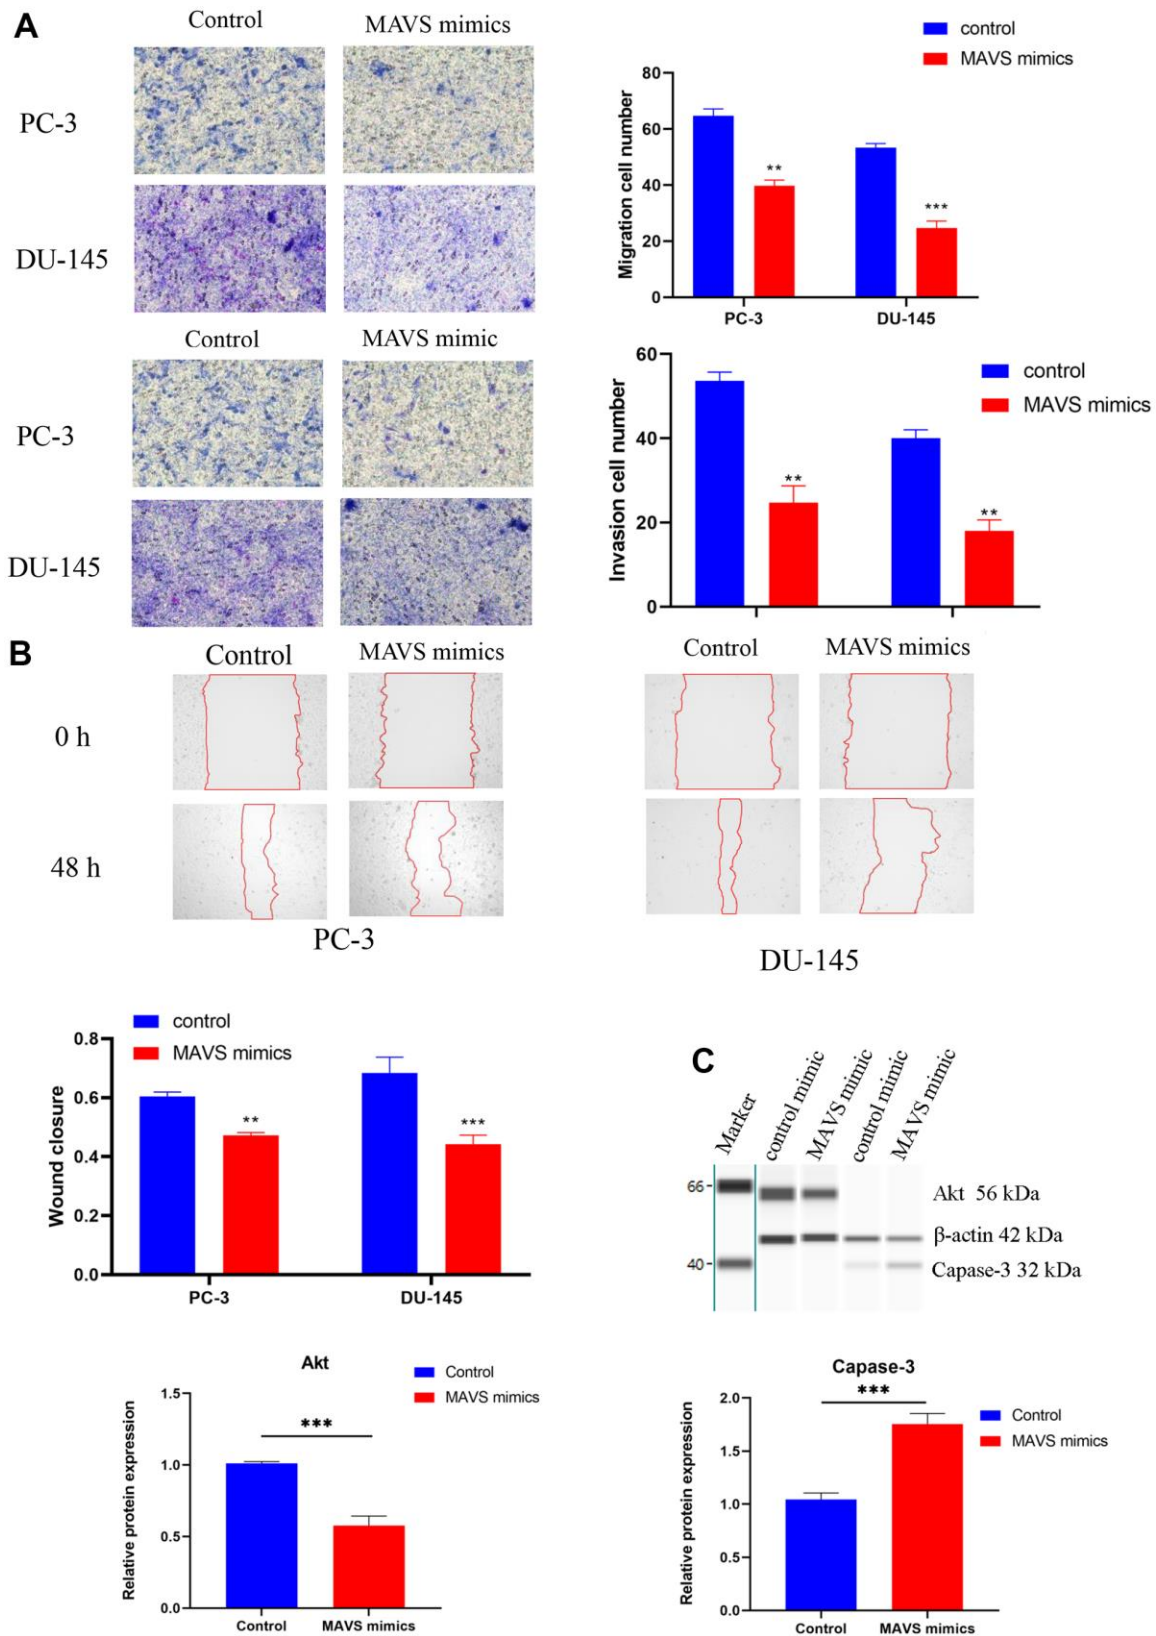 A
Control
MAVS mimics
PC-3
DU-145
control
MAVS mimics
80
60
40
20
0
Migration cell number
**
***
PC-3
DU-145
Control
MAVS mimic
PC-3
DU-145
control
MAVS mimics
60
40
20
0
Invasion cell number
**
**
B
Control
MAVS mimics
Control
MAVS mimics
0 h
48 h
PC-3
DU-145
control
MAVS mimics
0.8
0.6
0.4
0.2
0.0
Wound closure
**
***
PC-3
DU-145
C
Marker
control mimic
MAVS mimic
control mimic
MAVS mimic
66
40
Akt 56 kDa
β-actin 42 kDa
Capase-3 32 kDa
Akt
Control
MAVS mimics
1.5
1.0
0.5
0.0
Relative protein expression
***
Control
MAVS mimics
Capase-3
Control
MAVS mimics
2.0
1.5
1.0
0.5
0.0
Relative protein expression
***
Control
MAVS mimics